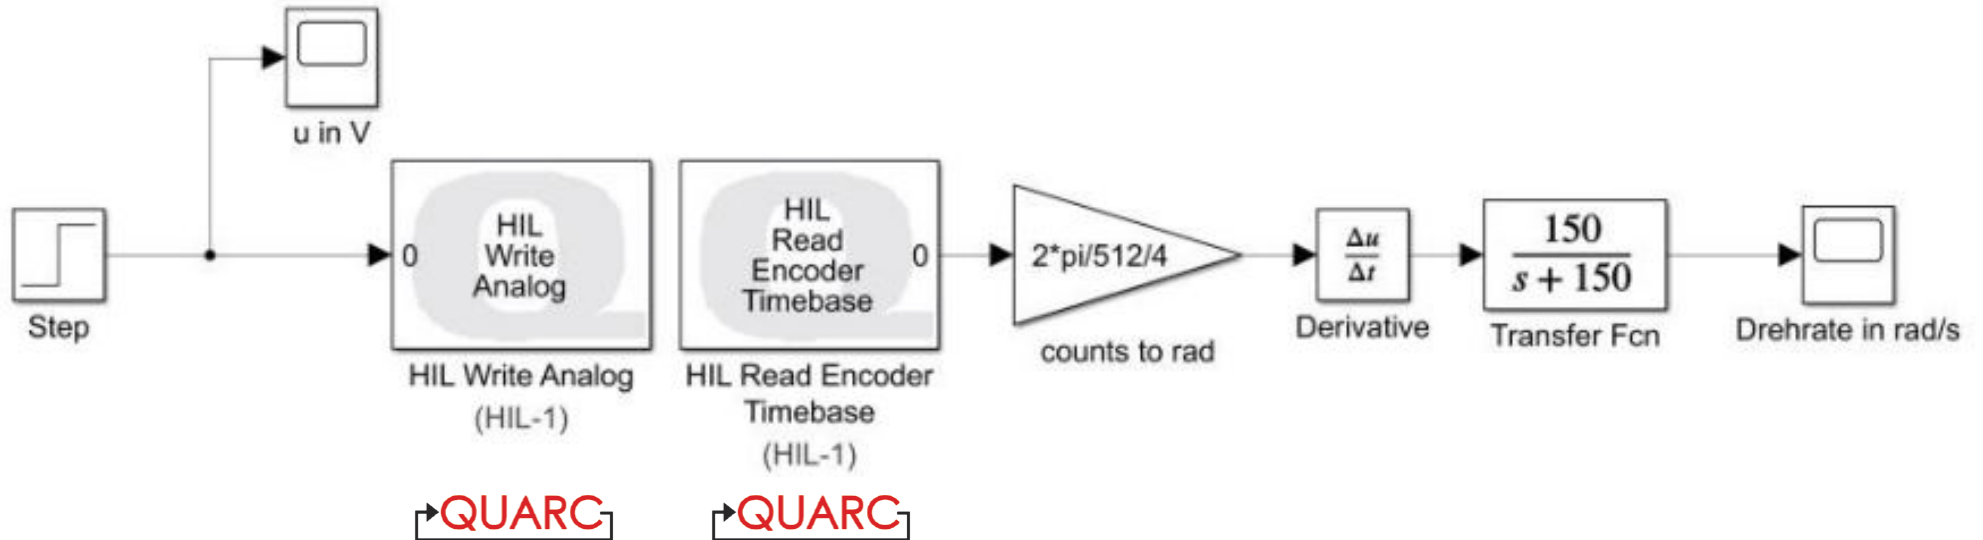 u in V
Step
0
HIL
Write
Analog
HIL Write Analog
(HIL-1)
QUARC
HIL
Read
Encoder
Timebase
0
HIL Read Encoder
Timebase
(HIL-1)
QUARC
2*pi/512/4
counts to rad
Δu
Δt
Derivative
150
s + 150
Transfer Fcn
Drehrate in rad/s